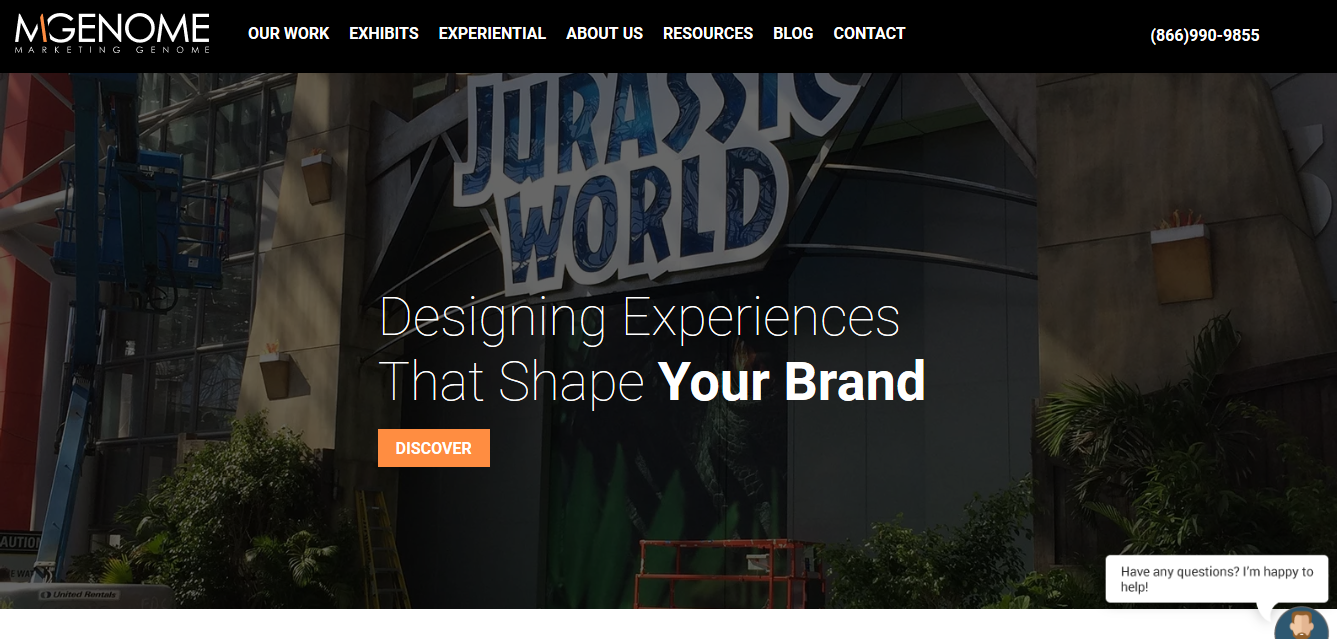 MGENOME
MARKETING GENOME
OUR WORK EXHIBITS EXPERIENTIAL ABOUT US RESOURCES BLOG CONTACT
(866)990-9855
JURASSIC
WORLD
Designing Experiences
That Shape Your Brand
DISCOVER
AUTION
United Rentals
Have any questions? I'm happy to
help!